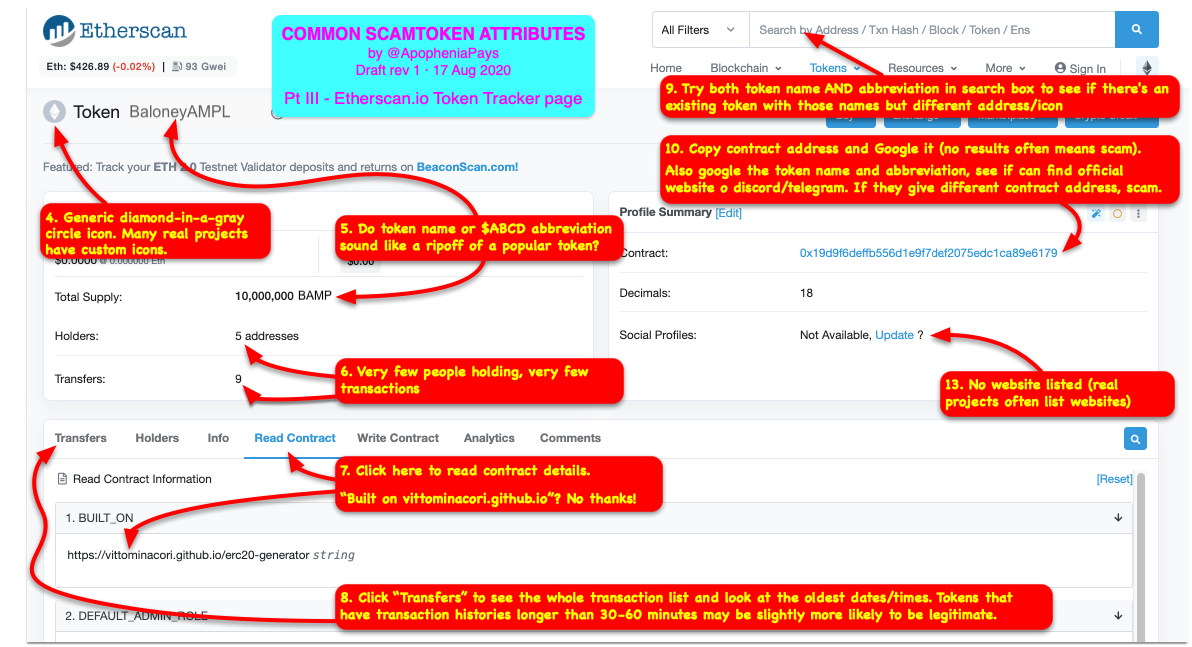 Etherscan
COMMON SCAMTOKEN ATTRIBUTES
by @ApopheniaPays
Draft rev 1 · 17 Aug 2020
Pt III - Etherscan.io Token Tracker page
All Filters
Search by Address / Txn Hash / Block / Token / Ens
Eth: $426.89 (-0.02%) | 93 Gwei
Home Blockchain Tokens Resources More Sign In
9. Try both token name AND abbreviation in search box to see if there's an
existing token with those names but different address/icon
Token BaloneyAMPL
10. Copy contract address and Google it (no results often means scam).
Also google the token name and abbreviation, see if can find official
website o discord/telegram. If they give different contract address, scam.
Featured: Track your ETH 2.0 Testnet Validator deposits and returns on BeaconScan.com!
4. Generic diamond-in-a-gray
circle icon. Many real projects
have custom icons.
5. Do token name or $ABCD abbreviation
sound like a ripoff of a popular token?
Profile Summary [Edit]
$0.0000 @ 0.000000 Eth
$0.00
Contract:
0x19d9f6deffb556d1e9f7def2075edc1ca89e6179
Total Supply:
10,000,000 BAMP
Decimals:
18
Holders:
5 addresses
Social Profiles:
Not Available, Update ?
6. Very few people holding, very few
transactions
Transfers:
9
13. No website listed (real
projects often list websites)
Transfers Holders Info Read Contract Write Contract Analytics Comments
7. Click here to read contract details.
"Built on vittominacori.github.io"? No thanks!
Read Contract Information
[Reset]
1. BUILT_ON
https://vittominacori.github.io/erc20-generator string
8. Click "Transfers" to see the whole transaction list and look at the oldest dates/times. Tokens that
have transaction histories longer than 30-60 minutes may be slightly more likely to be legitimate.
2. DEFAULT_ADMIN_ROLE